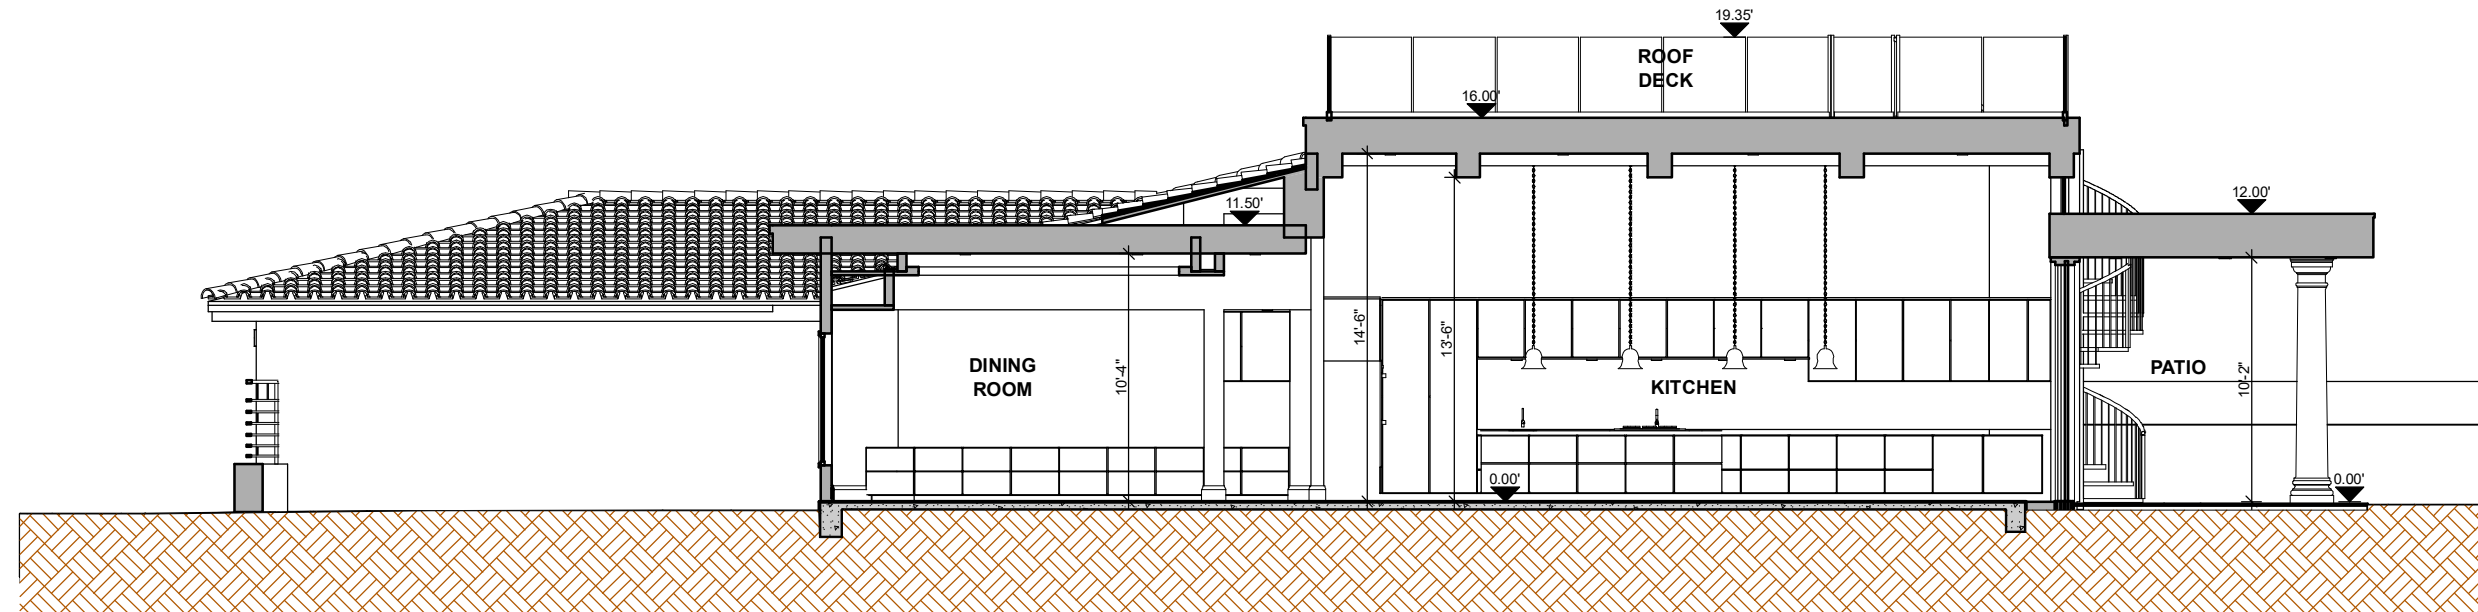 19.35'
ROOF
DECK
16.00'
11.50'
12.00'
14'-6"
13'-6"
10'-4"
10'-2"
DINING
ROOM
KITCHEN
PATIO
0.00'
0.00'